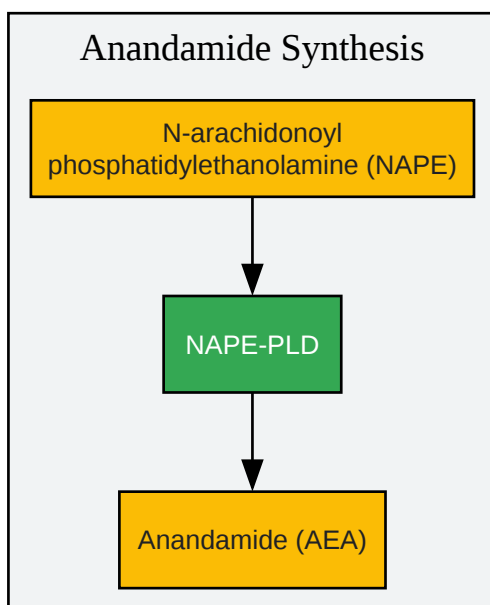 Anandamide Synthesis
N-arachidonoyl
phosphatidylethanolamine (NAPE)
NAPE-PLD
Anandamide (AEA)